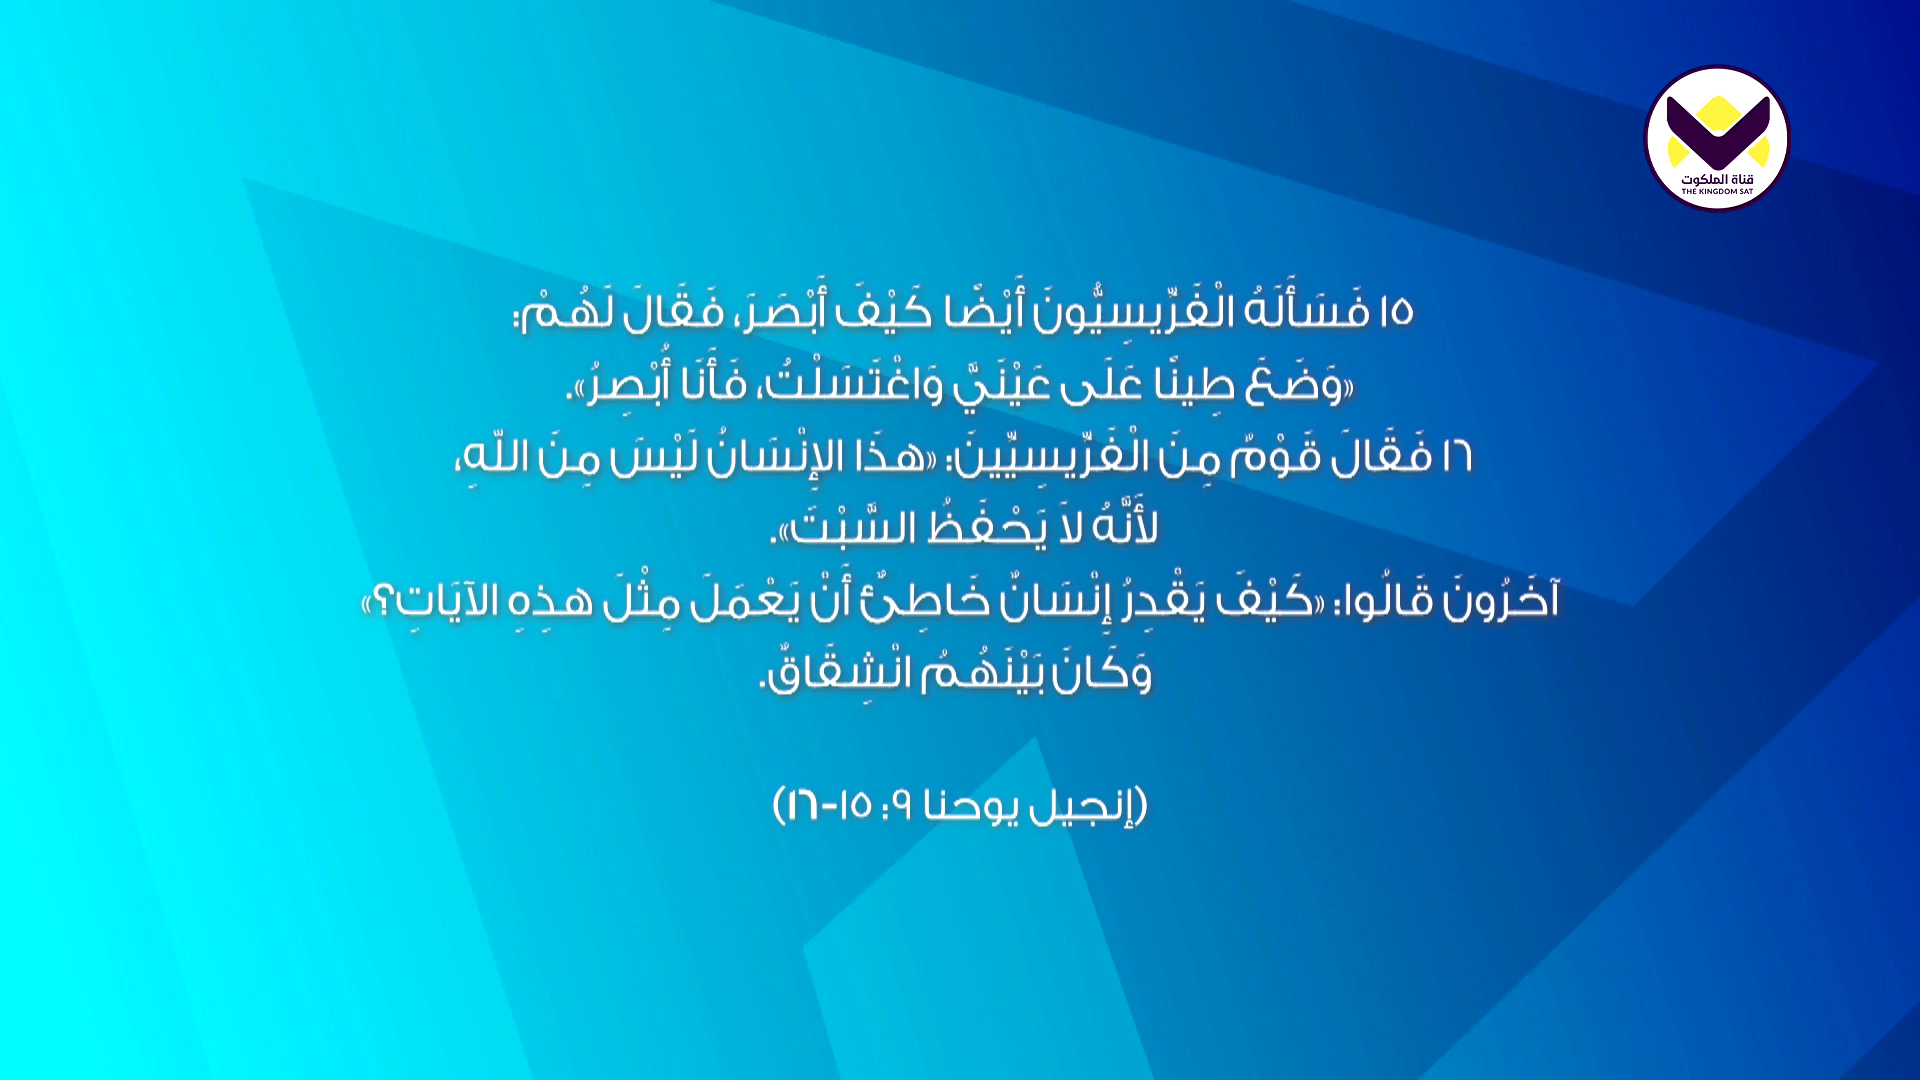 قناة الملكوت
THE KINGDOM SAT
١٥ فَسَأَلَهُ الْفَرِّيسِيُّونَ أَيْضًا كَيْفَ أَبْصَرَ، فَقَالَ لَهُمْ:
«وَضَعَ طِينًا عَلَى عَيْنَيَّ وَاغْتَسَلْتُ، فَأَنَا أُبْصِرُ».
١٦ فَقَالَ قَوْمٌ مِنَ الْفَرِّيسِيِّينَ: «هذَا الإِنْسَانُ لَيْسَ مِنَ اللهِ،
لأَنَّهُ لاَ يَحْفَظُ السَّبْتَ».
آخَرُونَ قَالُوا: «كَيْفَ يَقْدِرُ إِنْسَانٌ خَاطِئٌ أَنْ يَعْمَلَ مِثْلَ هذِهِ الآيَاتِ؟»
وَكَانَ بَيْنَهُمُ انْشِقَاقٌ.
(إنجيل يوحنا ٩: ١٥-١٦)